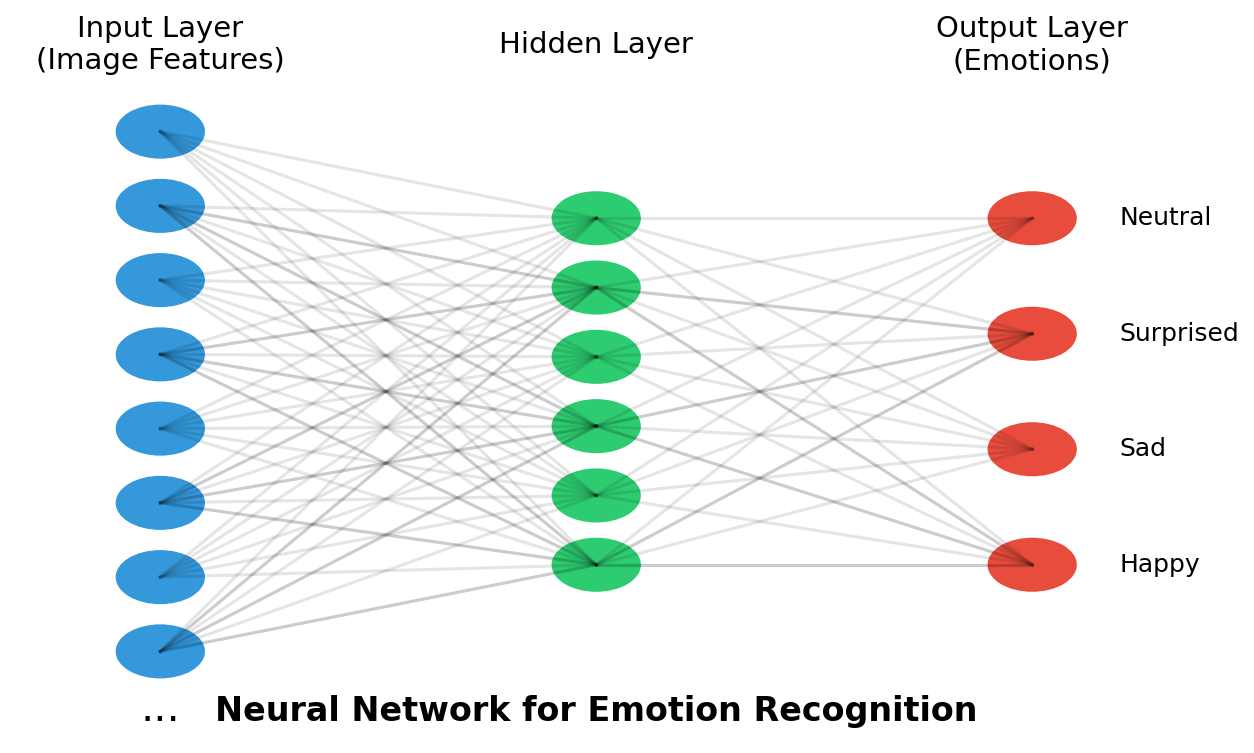 Input Layer
(Image Features)
Hidden Layer
Output Layer
(Emotions)
Neutral
Surprised
Sad
Happy
... Neural Network for Emotion Recognition